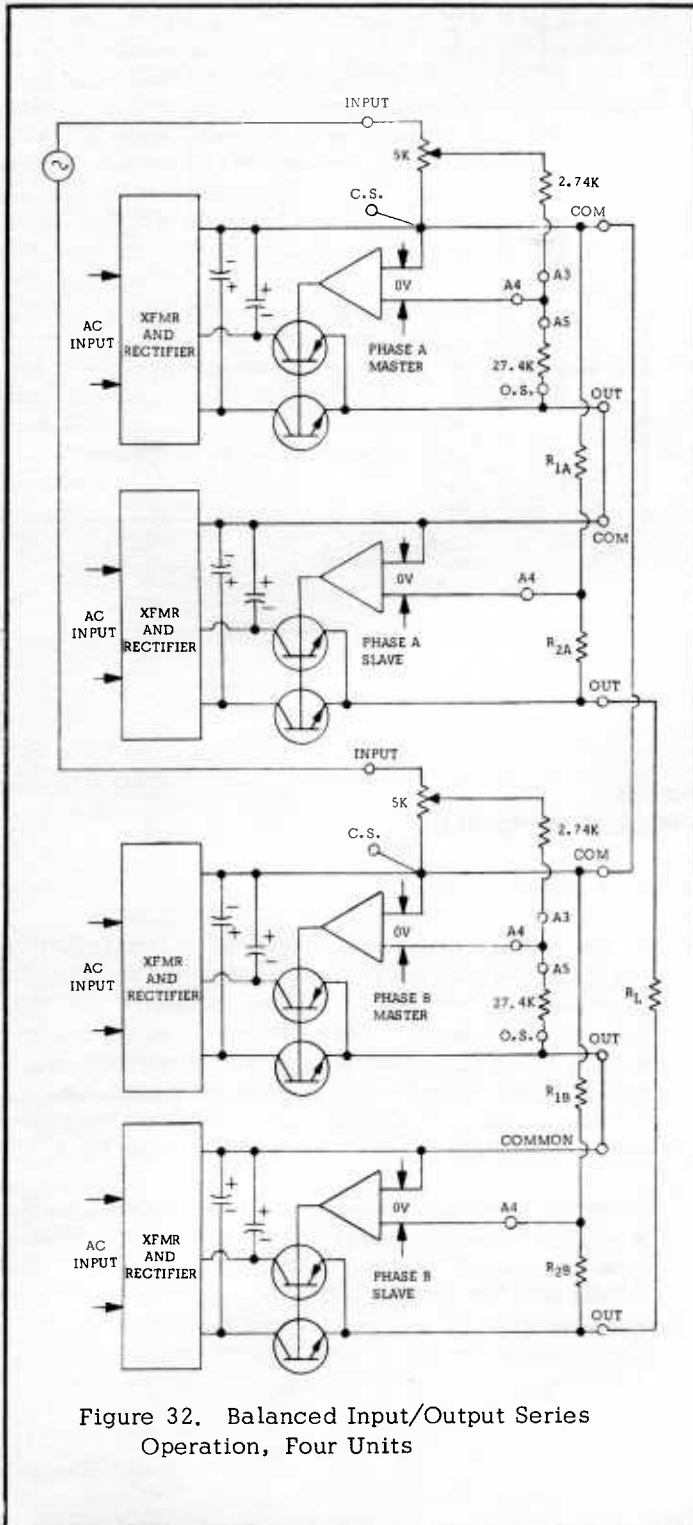 INPUT
5K
2.74K
C.S.
COM
A3
A4
0V
A5
AC
INPUT
XFMR
AND
RECTIFIER
PHASE A
MASTER
27.4K
O.S.
OUT
R1A
COM
0V
A4
AC
INPUT
XFMR
AND
RECTIFIER
PHASE A
SLAVE
R2A
OUT
INPUT
5K
2.74K
C.S.
COM
A3
A4
0V
A5
AC
INPUT
XFMR
AND
RECTIFIER
PHASE B
MASTER
27.4K
RL
O.S.
OUT
R1B
COMMON
0V
A4
AC
INPUT
XFMR
AND
RECTIFIER
PHASE B
SLAVE
R2B
OUT
Figure 32. Balanced Input/Output Series
Operation, Four Units